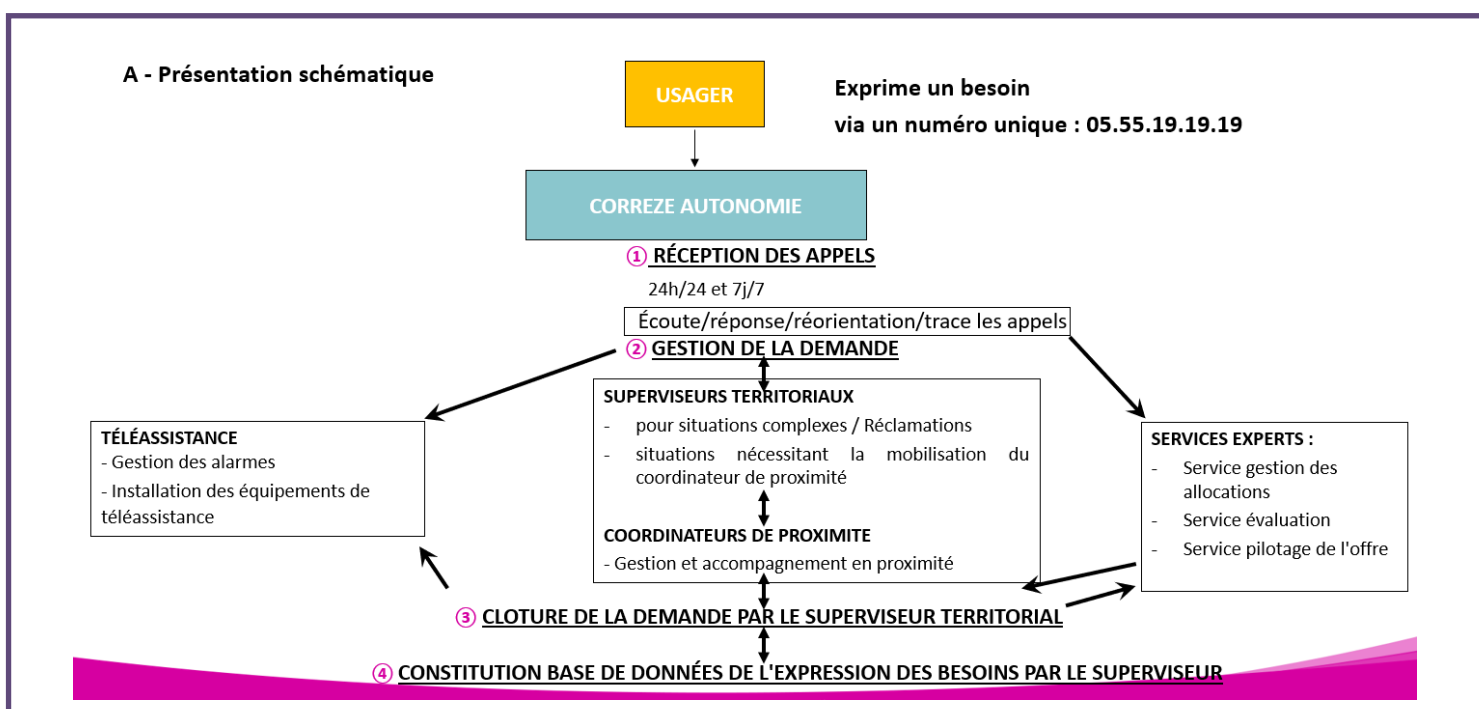 A - Présentation schématique
USAGER
Exprime un besoin
via un numéro unique : 05.55.19.19.19
CORREZE AUTONOMIE
① RÉCEPTION DES APPELS
24h/24 et 7j/7
Écoute/réponse/réorientation/trace les appels
② GESTION DE LA DEMANDE
TÉLÉASSISTANCE
- Gestion des alarmes
- Installation des équipements de
téléassistance
SUPERVISEURS TERRITORIAUX
- pour situations complexes / Réclamations
- situations nécessitant la mobilisation du
coordinateur de proximité
COORDINATEURS DE PROXIMITE
- Gestion et accompagnement en proximité
SERVICES EXPERTS :
- Service gestion des
allocations
- Service évaluation
- Service pilotage de l'offre
③ CLOTURE DE LA DEMANDE PAR LE SUPERVISEUR TERRITORIAL
④ CONSTITUTION BASE DE DONNÉES DE L'EXPRESSION DES BESOINS PAR LE SUPERVISEUR